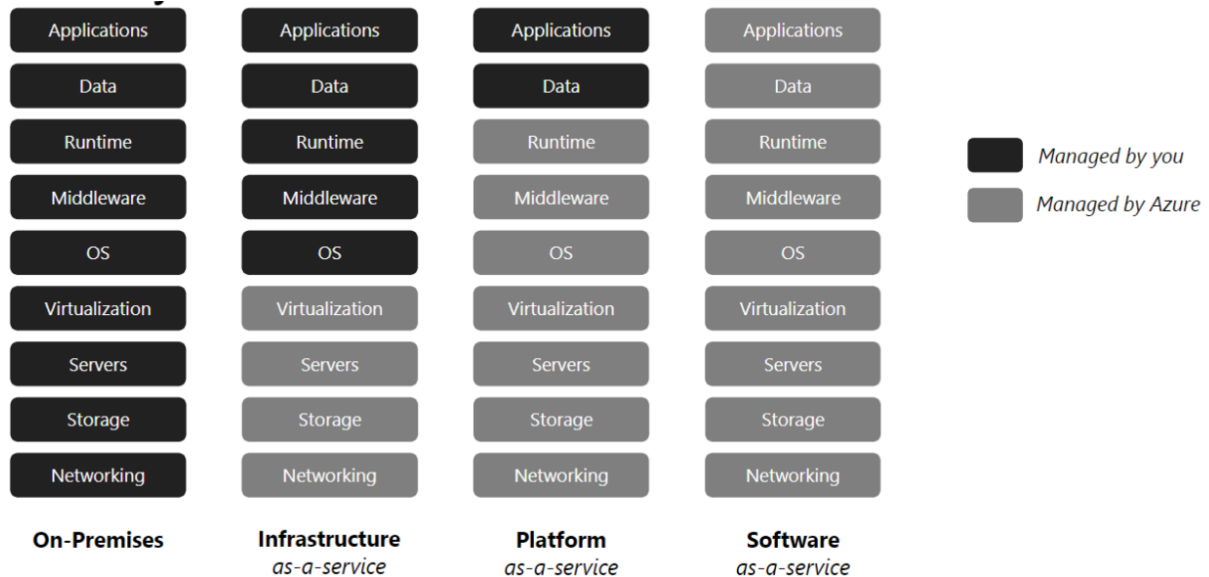 Applications Applications Applications Applications
Data Data Data Data
Runtime Runtime Runtime Runtime
Managed by you
Middleware Middleware Middleware Middleware
Managed by Azure
OS OS OS OS
Virtualization Virtualization Virtualization Virtualization
Servers Servers Servers Servers
Storage Storage Storage Storage
Networking Networking Networking Networking
On-Premises Infrastructure Platform Software
as-a-service as-a-service as-a-service